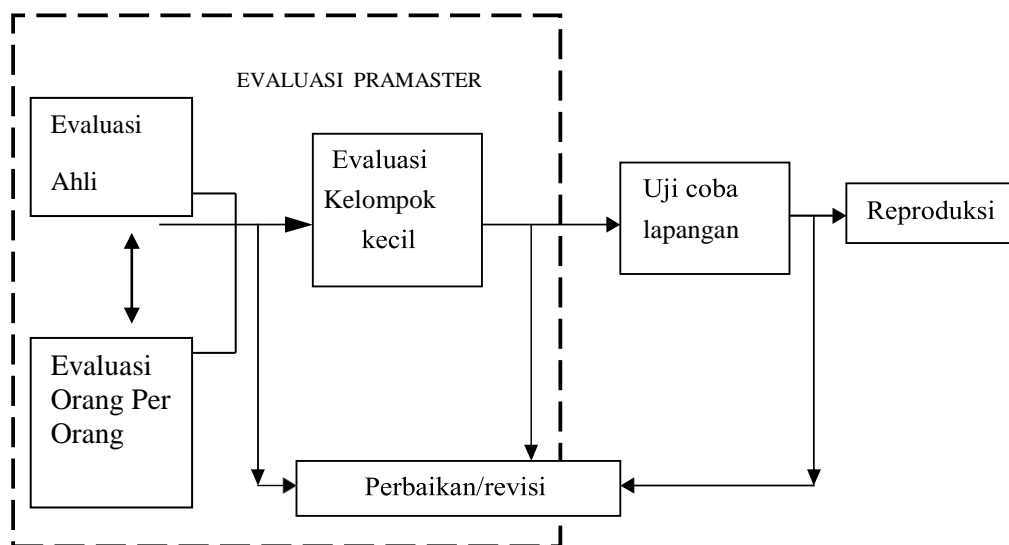 EVALUASI PRAMASTER
Evaluasi
Ahli
Evaluasi
Kelompok
kecil
Uji coba
lapangan
Reproduksi
Evaluasi
Orang Per
Orang
Perbaikan/revisi